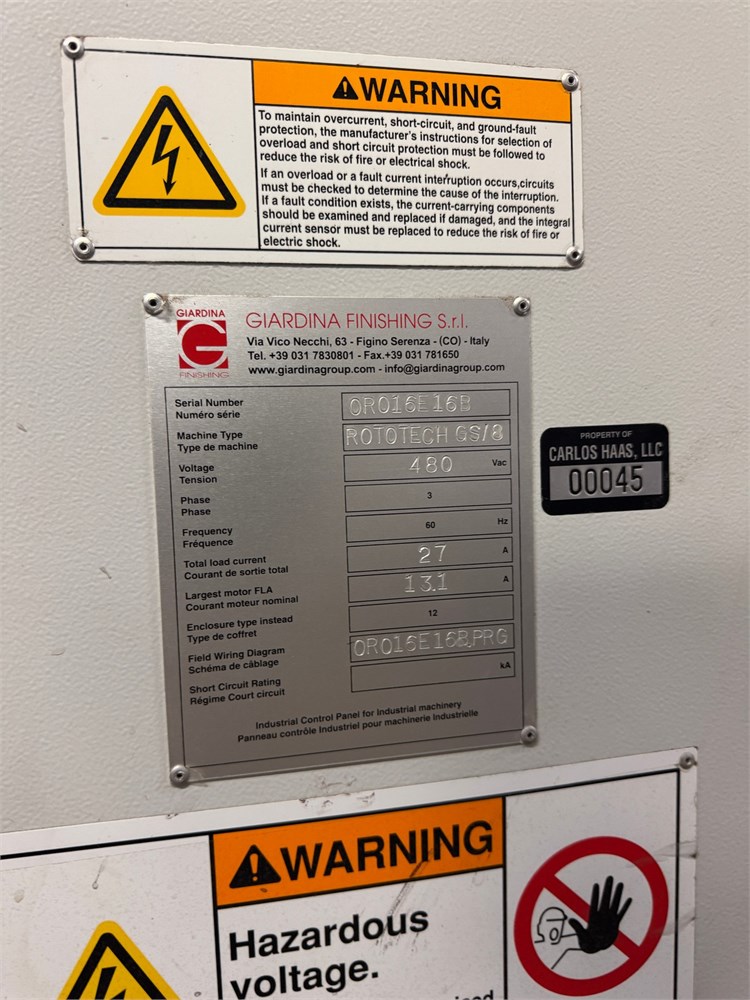 WARNING
To maintain overcurrent, short-circuit, and ground-fault
protection, the manufacturer's instructions for selection of
overload and short circuit protection must be followed to
reduce the risk of fire or electrical shock.
If an overload or a fault current interruption occurs,circuits
must be checked to determine the cause of the interruption.
If a fault condition exists, the current-carrying components
should be examined and replaced if damaged, and the integral
current sensor must be replaced to reduce the risk of fire or
electric shock.
GIARDINA
G
FINISHING
GIARDINA FINISHING S.r.l.
Via Vico Necchi, 63 - Figino Serenza - (CO) - Italy
Tel. +39 031 7830801 - Fax.+39 031 781650
www.giardinagroup.com - info@giardinagroup.com
Serial Number
Numéro série
ORO16E16B
Machine Type
Type de machine
ROTOTECH GS/8
Voltage
Tension
480 Vac
Phase
Phase
3
Frequency
Fréquence
60 Hz
Total load current
Courant de sortie total
27 A
Largest motor FLA
Courant moteur nominal
13.1 A
Enclosure type instead
Type de coffret
12
Field Wiring Diagram
Schéma de câblage
ORO16E16B.PRG
Short Circuit Rating
Régime Court circuit
kA
Industrial Control Panel for Industrial machinery
Panneau contrôle Industriel pour machinerie Industrielle
PROPERTY OF
CARLOS HAAS, LLC
00045
WARNING
Hazardous
voltage.